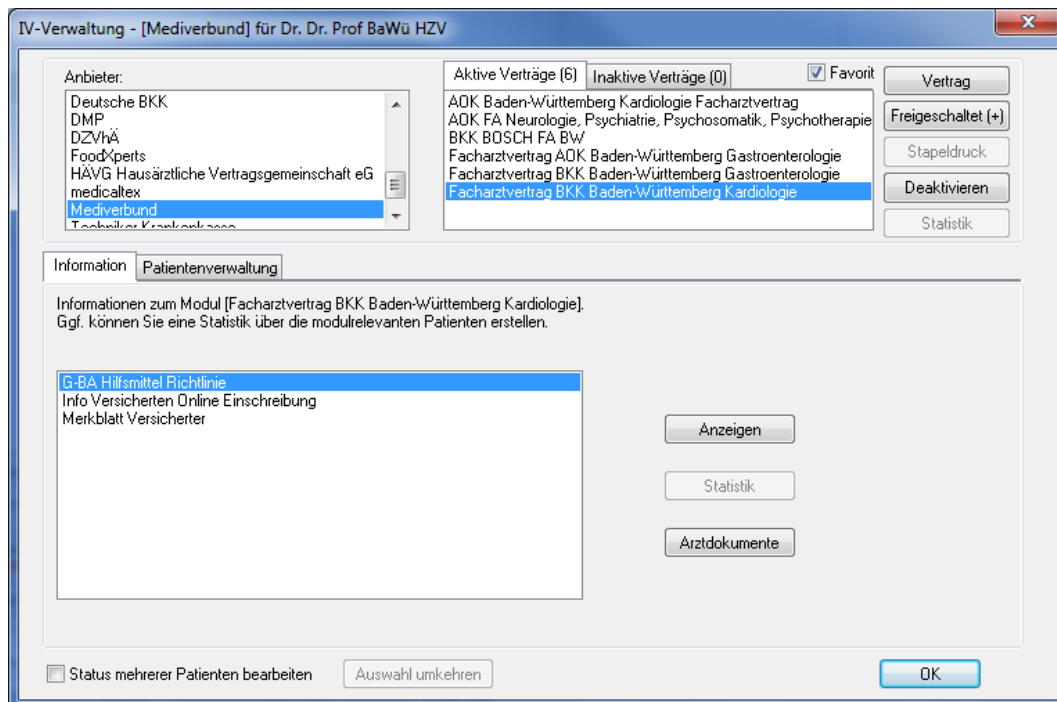 IV-Verwaltung - [Mediverbund] für Dr. Dr. Prof BaWü HZV
Anbieter:
Deutsche BKK
DMP
DZVhÄ
FoodXperts
HÄVG Hausärztliche Vertragsgemeinschaft eG
medicaltex
Mediverbund
Techniker Krankenkasse
Aktive Verträge (6)
Inaktive Verträge (0)
Favorit
AOK Baden-Württemberg Kardiologie Facharztvertrag
AOK FA Neurologie, Psychiatrie, Psychosomatik, Psychotherapie
BKK BOSCH FA BW
Facharztvertrag AOK Baden-Württemberg Gastroenterologie
Facharztvertrag BKK Baden-Württemberg Gastroenterologie
Facharztvertrag BKK Baden-Württemberg Kardiologie
Vertrag
Freigeschaltet (+)
Stapeldruck
Deaktivieren
Statistik
Information
Patientenverwaltung
Informationen zum Modul [Facharztvertrag BKK Baden-Württemberg Kardiologie].
Ggf. können Sie eine Statistik über die modulrelevanten Patienten erstellen.
G-BA Hilfsmittel Richtlinie
Info Versicherten Online Einschreibung
Merkblatt Versicherter
Anzeigen
Statistik
Arztdokumente
Status mehrerer Patienten bearbeiten
Auswahl umkehren
OK